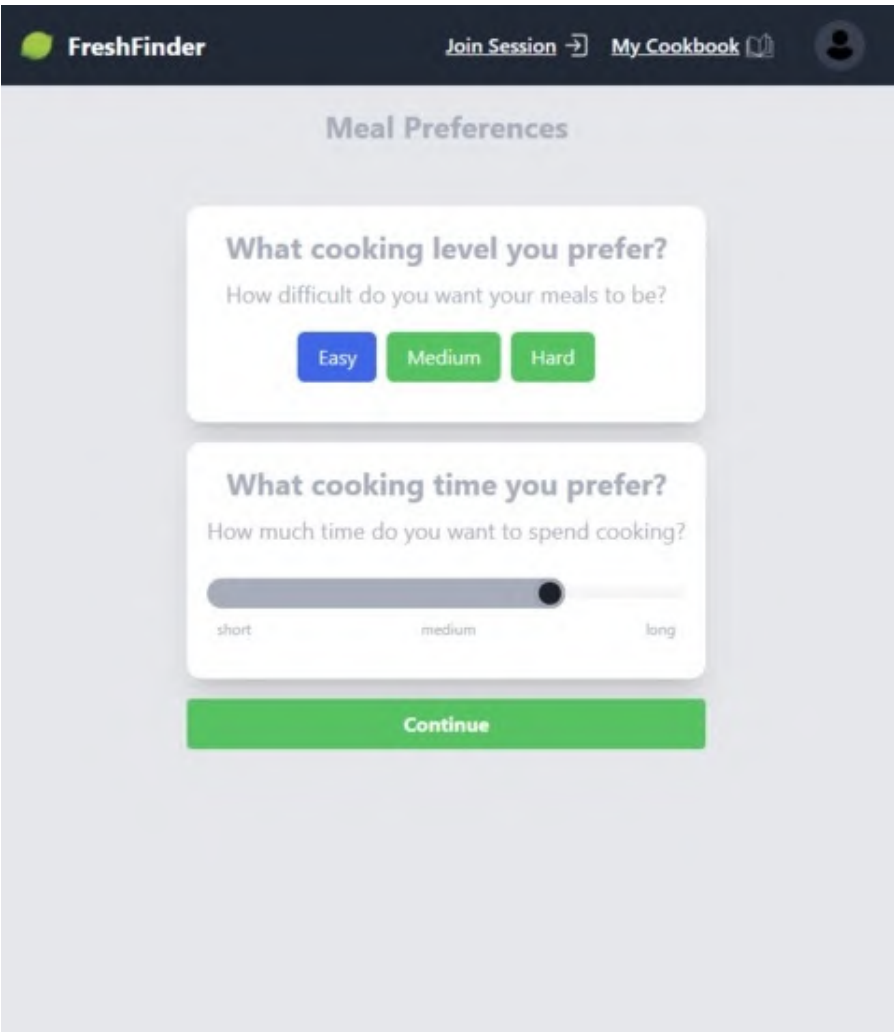 FreshFinder
Join Session
My Cookbook
Meal Preferences
What cooking level you prefer?
How difficult do you want your meals to be?
Easy
Medium
Hard
What cooking time you prefer?
How much time do you want to spend cooking?
short
medium
long
Continue